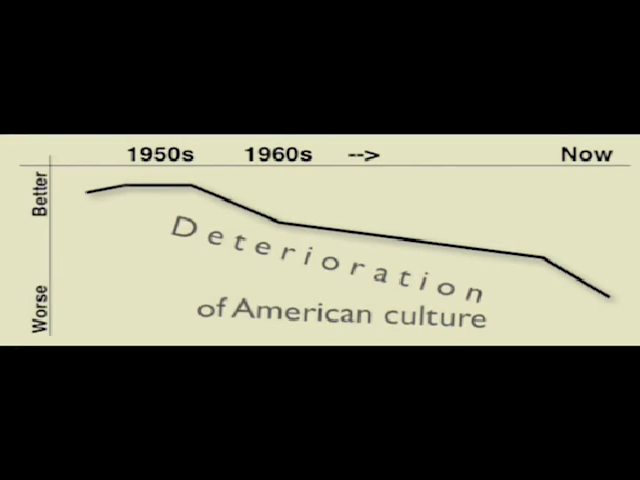 1950s 1960s --> Now
Better
Worse
Deterioration
of American culture